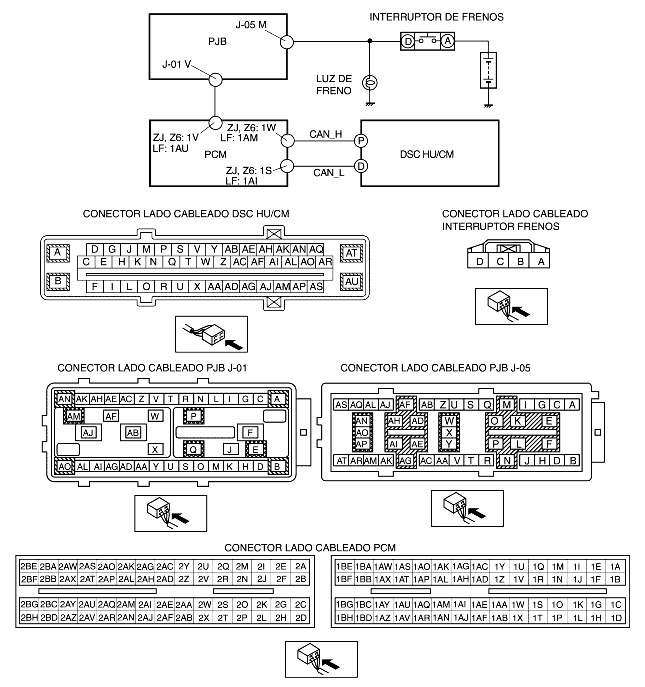 INTERRUPTOR DE FRENOS
J-05 M
PJB
D
A
J-01 V
LUZ DE
FRENO
ZJ, Z6: 1V
LF: 1AU
ZJ, Z6: 1W
LF: 1AM
PCM
ZJ, Z6: 1S
LF: 1AI
CAN_H
CAN_L
P
D
DSC HU/CM
CONECTOR LADO CABLEADO DSC HU/CM
A D G J M P S V Y AB AE AH AK AN AQ AT
C E H K N Q T W Z AC AF AI AL AO AR
B F I L O R U X AA AD AG AJ AM AP AS AU
CONECTOR LADO CABLEADO
INTERRUPTOR FRENOS
D C B A
CONECTOR LADO CABLEADO PJB J-01
AN AK AH AE AC Z V T R N L I G C A
AM AF W P
AJ AB F
X Q J E
AO AL AI AG AD AA Y U S O M K H D B
CONECTOR LADO CABLEADO PJB J-05
AS AQ AL AJ AF AB Z U S Q M I G C A
AN AH AD W O K E
AO X
AP AI AE Y P L F
AT AR AM AK AG AC AA V T R N J H D B
CONECTOR LADO CABLEADO PCM
2BE 2BA 2AW 2AS 2AO 2AK 2AG 2AC 2Y 2U 2Q 2M 2I 2E 2A
2BF 2BB 2AX 2AT 2AP 2AL 2AH 2AD 2Z 2V 2R 2N 2J 2F 2B
2BG 2BC 2AY 2AU 2AQ 2AM 2AI 2AE 2AA 2W 2S 2O 2K 2G 2C
2BH 2BD 2AZ 2AV 2AR 2AN 2AJ 2AF 2AB 2X 2T 2P 2L 2H 2D
1BE 1BA 1AW 1AS 1AO 1AK 1AG 1AC 1Y 1U 1Q 1M 1I 1E 1A
1BF 1BB 1AX 1AT 1AP 1AL 1AH 1AD 1Z 1V 1R 1N 1J 1F 1B
1BG 1BC 1AY 1AU 1AQ 1AM 1AI 1AE 1AA 1W 1S 1O 1K 1G 1C
1BH 1BD 1AZ 1AV 1AR 1AN 1AJ 1AF 1AB 1X 1T 1P 1L 1H 1D